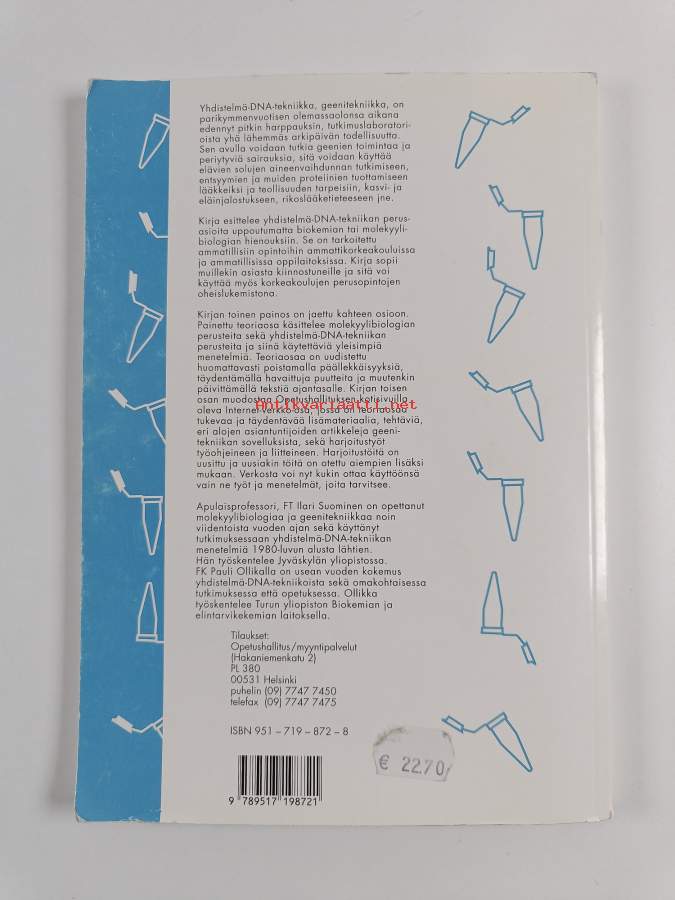 Yhdistelmä-DNA-tekniikka, geenitekniikka, on
parikymmenvuotisen olemassaolonsa aikana
edennyt pitkin harppauksin, tutkimuslaboratori-
oista yhä lähemmäs arkipäivän todellisuutta.
Sen avulla voidaan tutkia geenien toimintaa ja
periytyviä sairauksia, sitä voidaan käyttää
elävien solujen aineenvaihdunnan tutkimiseen,
entsyymien ja muiden proteiinien tuottamiseen
lääkkeiksi ja teollisuuden tarpeisiin, kasvi- ja
eläinjalostukseen, rikoslääketieteeseen jne.
Kirja esittelee yhdistelmä-DNA-tekniikan perus-
asioita uppoutumatta biokemian tai molekyyli-
biologian hienouksiin. Se on tarkoitettu
ammatillisiin opintoihin ammattikorkeakouluissa
ja ammatillisissa oppilaitoksissa. Kirja sopii
muillekin asiasta kiinnostuneille ja sitä voi
käyttää myös korkeakoulujen perusopintojen
oheislukemistona.
Kirjan toinen painos on jaettu kahteen osioon.
Painettu teoriaosa käsittelee molekyylibiologian
perusteita sekä yhdistelmä-DNA-tekniikan
perusteita ja siinä käytettäviä yleisimpiä
menetelmiä. Teoriaosaa on uudistettu
huomattavasti poistamalla päällekkäisyyksiä,
täydentämällä havaittuja puutteita ja muutenkin
päivittämällä tekstiä ajantasalle. Kirjan toisen
osan muodostaa Opetushallituksen kotisivuilla
Antikvariaatti.net
oleva Internet-verkko-osa, jossa on teoriaosaa
tukevaa ja täydentävää lisämateriaalia, tehtäviä,
eri alojen asiantuntijoiden artikkeleja geeni-
tekniikan sovelluksista, sekä harjoitustyöt
työohjeineen ja liitteineen. Harjoitustöitä on
uusittu ja uusiakin töitä on otettu aiempien lisäksi
mukaan. Verkosta voi nyt kukin ottaa käyttöönsä
vain ne työt ja menetelmät, joita tarvitsee.
Apulaisprofessori, FT Ilari Suominen on opettanut
molekyylibiologiaa ja geenitekniikkaa noin
viidentoista vuoden ajan sekä käyttänyt
tutkimuksessaan yhdistelmä-DNA-tekniikan
menetelmiä 1980-luvun alusta lähtien.
Hän työskentelee Jyväskylän yliopistossa.
FK Pauli Ollikalla on usean vuoden kokemus
yhdistelmä-DNA-tekniikoista sekä omakohtaisessa
tutkimuksessa että opetuksessa. Ollikka
työskentelee Turun yliopiston Biokemian ja
elintarvikekemian laitoksella.
Tilaukset:
Opetushallitus/myyntipalvelut
(Hakaniemenkatu 2)
PL 380
00531 Helsinki
puhelin (09) 7747 7450
telefax (09) 7747 7475
ISBN 951 – 719 – 872 – 8
€ 22,70
9 789517 198721